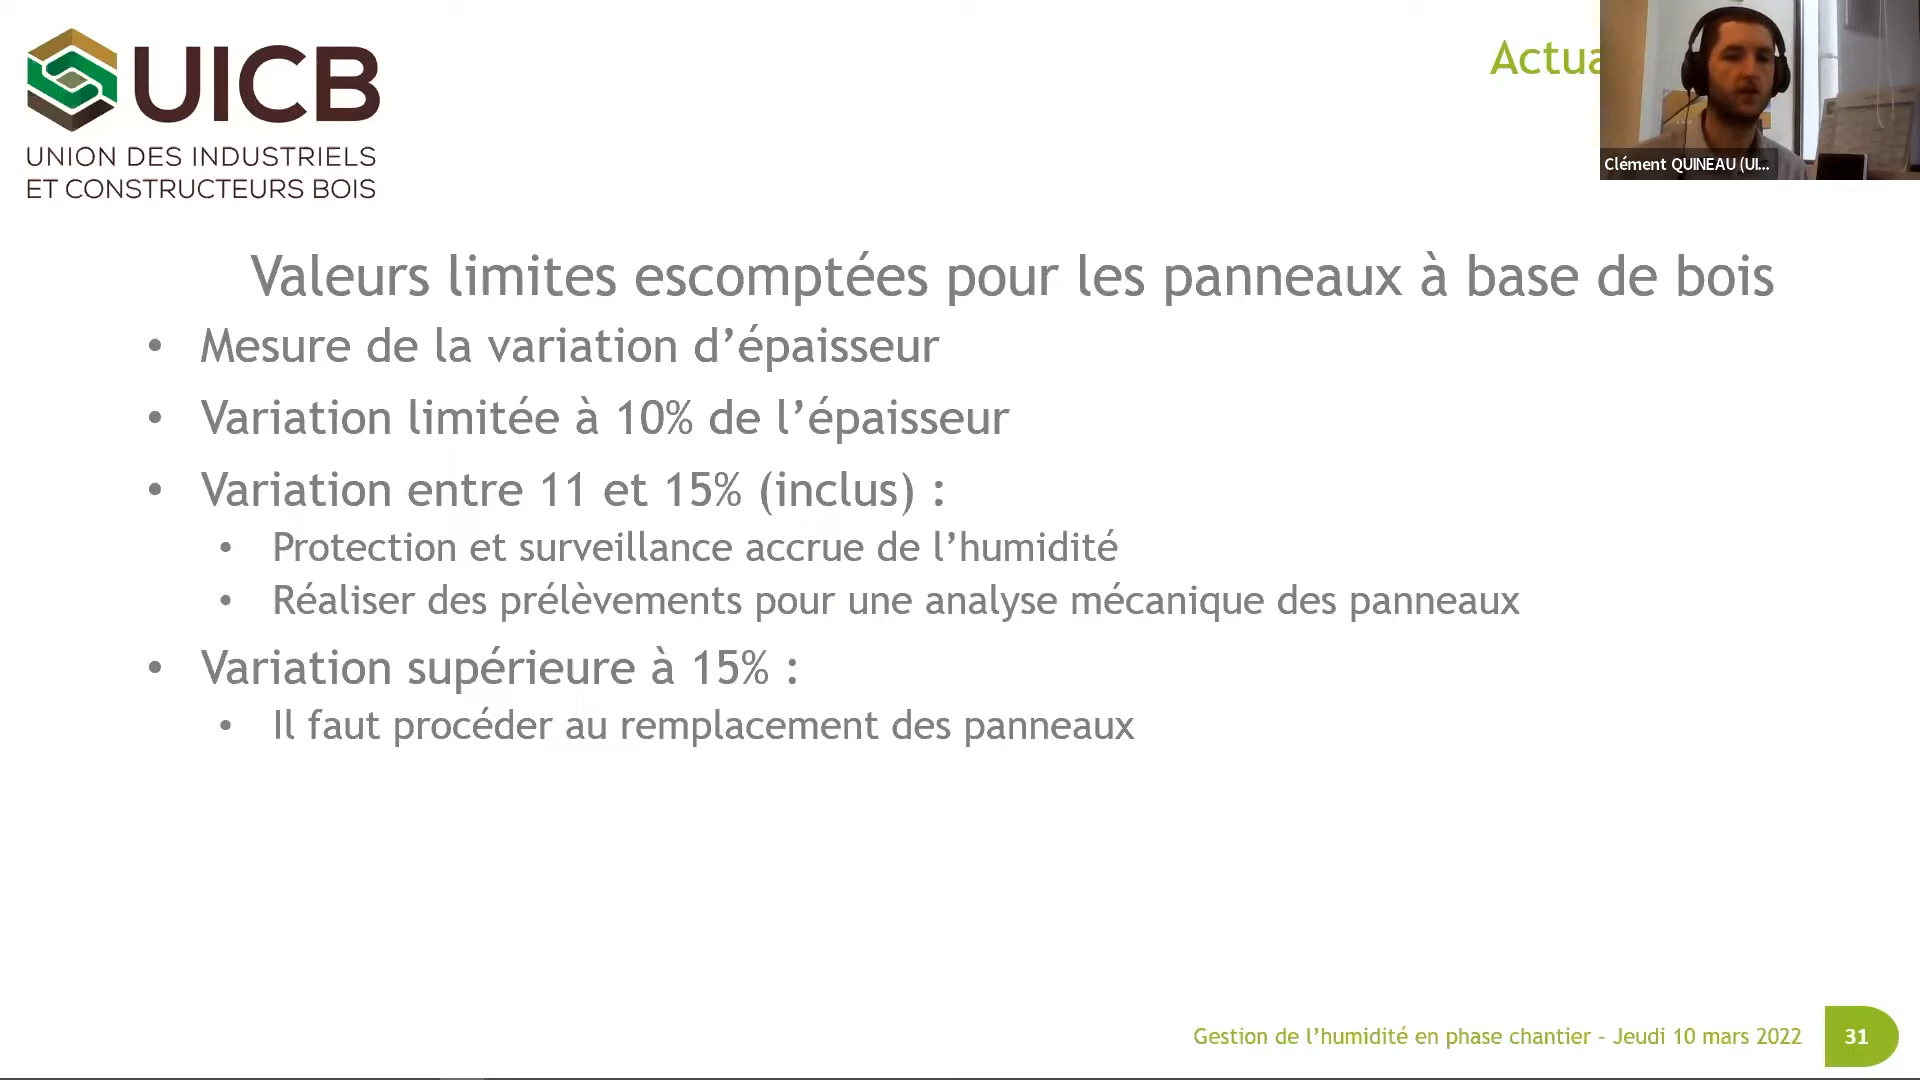 UICB
UNION DES INDUSTRIELS
ET CONSTRUCTEURS BOIS
Actua
Clément QUINEAU (UI...
Valeurs limites escomptées pour les panneaux à base de bois
• Mesure de la variation d’épaisseur
• Variation limitée à 10% de l’épaisseur
• Variation entre 11 et 15% (inclus) :
• Protection et surveillance accrue de l’humidité
• Réaliser des prélèvements pour une analyse mécanique des panneaux
• Variation supérieure à 15% :
• Il faut procéder au remplacement des panneaux
Gestion de l’humidité en phase chantier – Jeudi 10 mars 2022
31